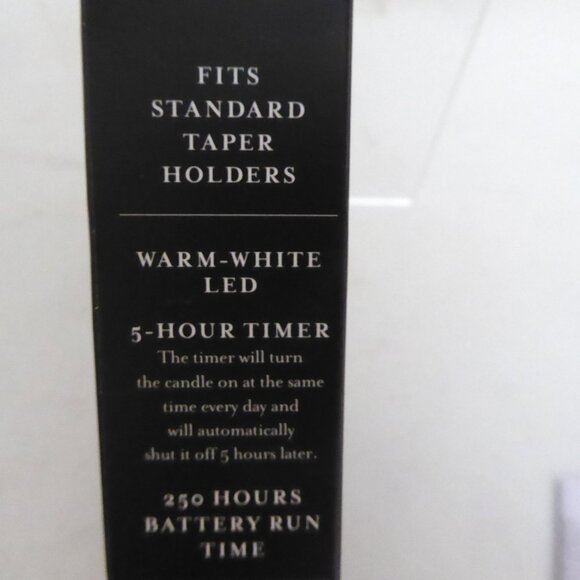 FITS
STANDARD
TAPER
HOLDERS
WARM-WHITE
LED
5-HOUR TIMER
The timer will turn
the candle on at the same
time every day and
will automatically
shut it off 5 hours later.
250 HOURS
BATTERY RUN
TIME